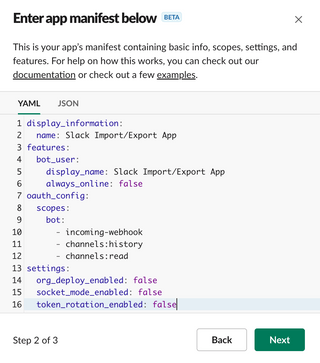 Enter app manifest below BETA
This is your app's manifest containing basic info, scopes, settings, and
features. For help on how this works, you can check out our
documentation or check out a few examples.
YAML JSON
1 display_information:
2 name: Slack Import/Export App
3 features:
4 bot_user:
5 display_name: Slack Import/Export App
6 always_online: false
7 oauth_config:
8 scopes:
9 bot:
10 - incoming-webhook
11 - channels:history
12 - channels:read
13 settings:
14 org_deploy_enabled: false
15 socket_mode_enabled: false
16 token_rotation_enabled: false
Step 2 of 3 Back Next